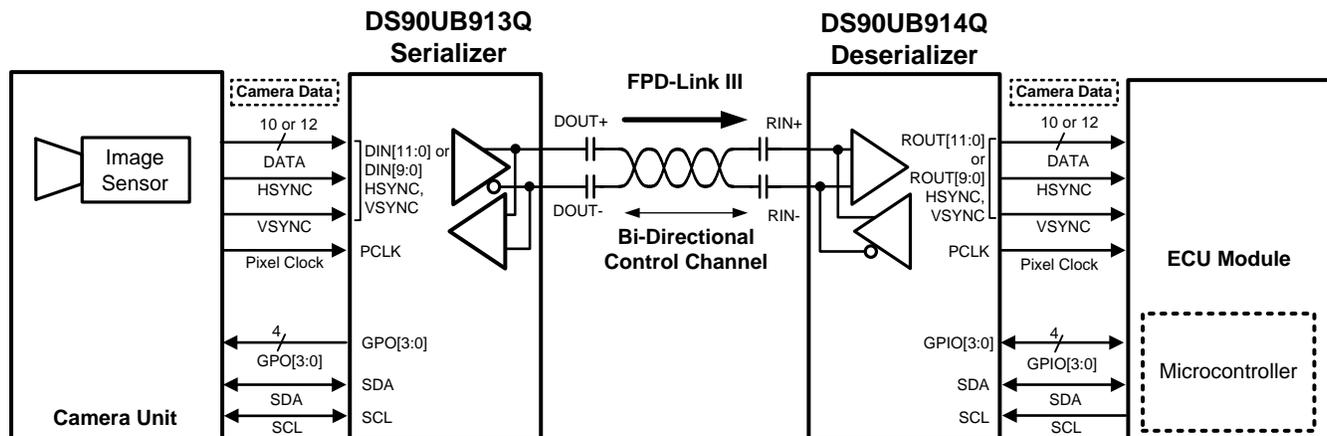 DS90UB913Q
Serializer
DS90UB914Q
Deserializer
FPD-Link III
Camera Data
Camera Data
Image
Sensor
10 or 12
DATA
HSYNC
VSYNC
Pixel Clock
DIN[11:0] or
DIN[9:0]
HSYNC,
VSYNC
PCLK
DOUT+
DOUT-
RIN+
RIN-
Bi-Directional
Control Channel
ROUT[11:0]
or
ROUT[9:0]
HSYNC,
VSYNC
PCLK
10 or 12
DATA
HSYNC
VSYNC
Pixel Clock
ECU Module
Microcontroller
4
GPO[3:0]
SDA
SCL
GPO[3:0]
SDA
SCL
GPIO[3:0]
SDA
SCL
4
GPIO[3:0]
SDA
SCL
Camera Unit